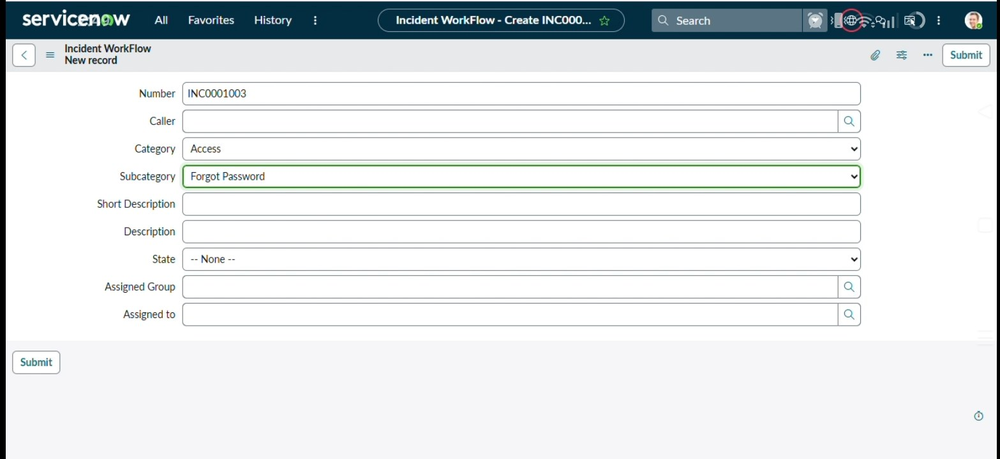 servicenow
All
Favorites
History
Incident WorkFlow - Create INC000...
Search
Incident WorkFlow
New record
Submit
Number
INC0001003
Caller
Category
Access
Subcategory
Forgot Password
Short Description
Description
State
-- None --
Assigned Group
Assigned to
Submit